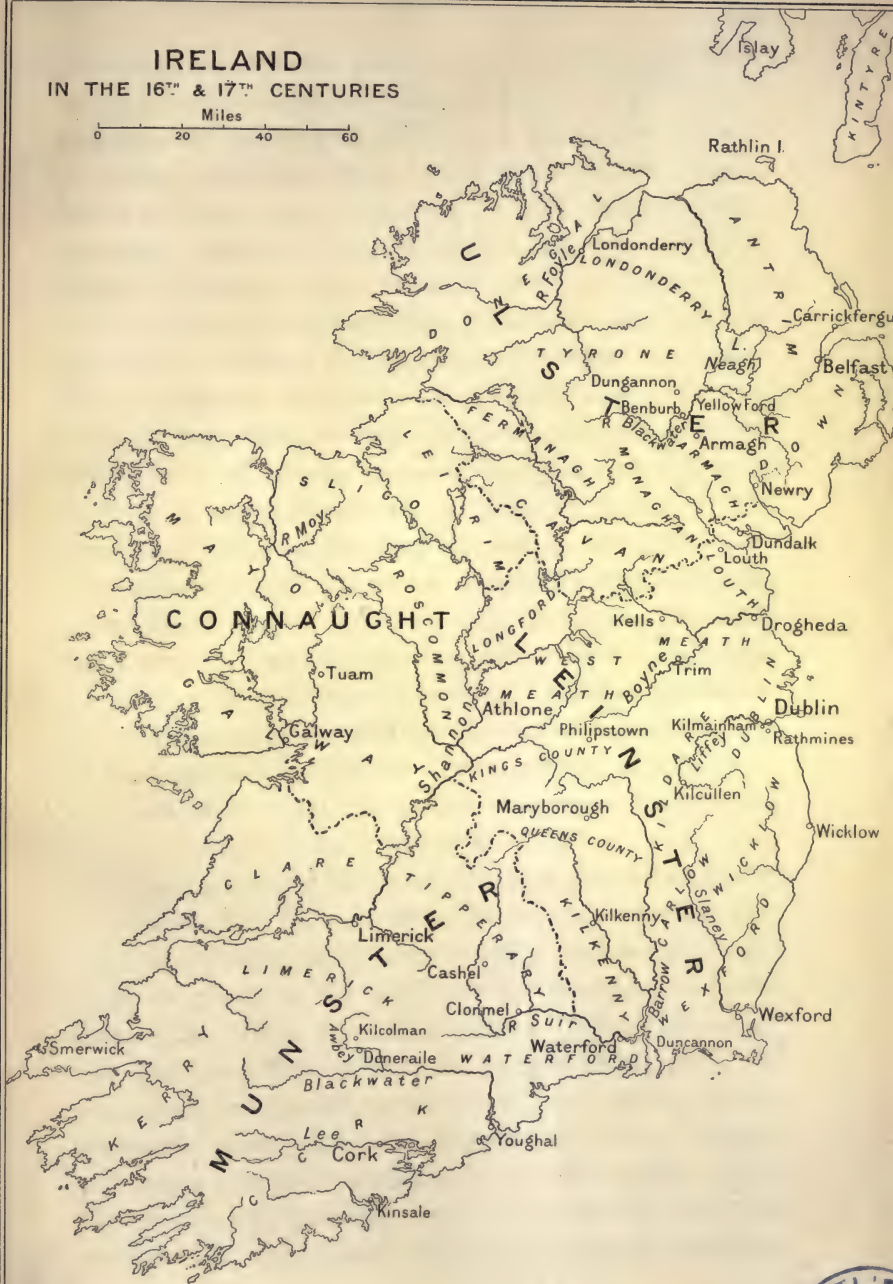 IRELAND
IN THE 16TH & 17TH CENTURIES
Miles
0 20 40 60
Islay
KINTYRE
Rathlin I.
ULSTER
DONEGAL
R Foyle
Londonderry
LONDONDERRY
ANTRIM
Carrickfergu
L. Neagh
Belfast
TYRONE
Dungannon
Benburb
Yellow Ford
R Blackwater
Armagh
ARMAGH
DOWN
Newry
FERMANAGH
MONAGHAN
CAVAN
Dundalk
Louth
LOUTH
LEITRIM
SLIGO
R Moy
MAYO
ROSCOMMON
CONNAUGHT
LONGFORD
Kells
Drogheda
MEATH
WEST MEATH
Boyne
Trim
LEINSTER
Tuam
GALWAY
Galway
Shannon
Athlone
Philipstown
Kilmainham
Dublin
DUBLIN
Rathmines
KINGS COUNTY
KILDARE
Liffey
Kilcullen
Maryborough
QUEENS COUNTY
WICKLOW
Wicklow
CARLOW
Slaney
CLARE
TIPPERARY
KILKENNY
Kilkenny
Limerick
LIMERICK
Cashel
MUNSTER
Clonmel
R Suir
Barrow
WEXFORD
Wexford
Waterford
WATERFORD
Duncannon
Smerwick
KERRY
Kilcolman
Awbey
Doneraile
Blackwater
Lee
Cork
CORK
Youghal
Kinsale